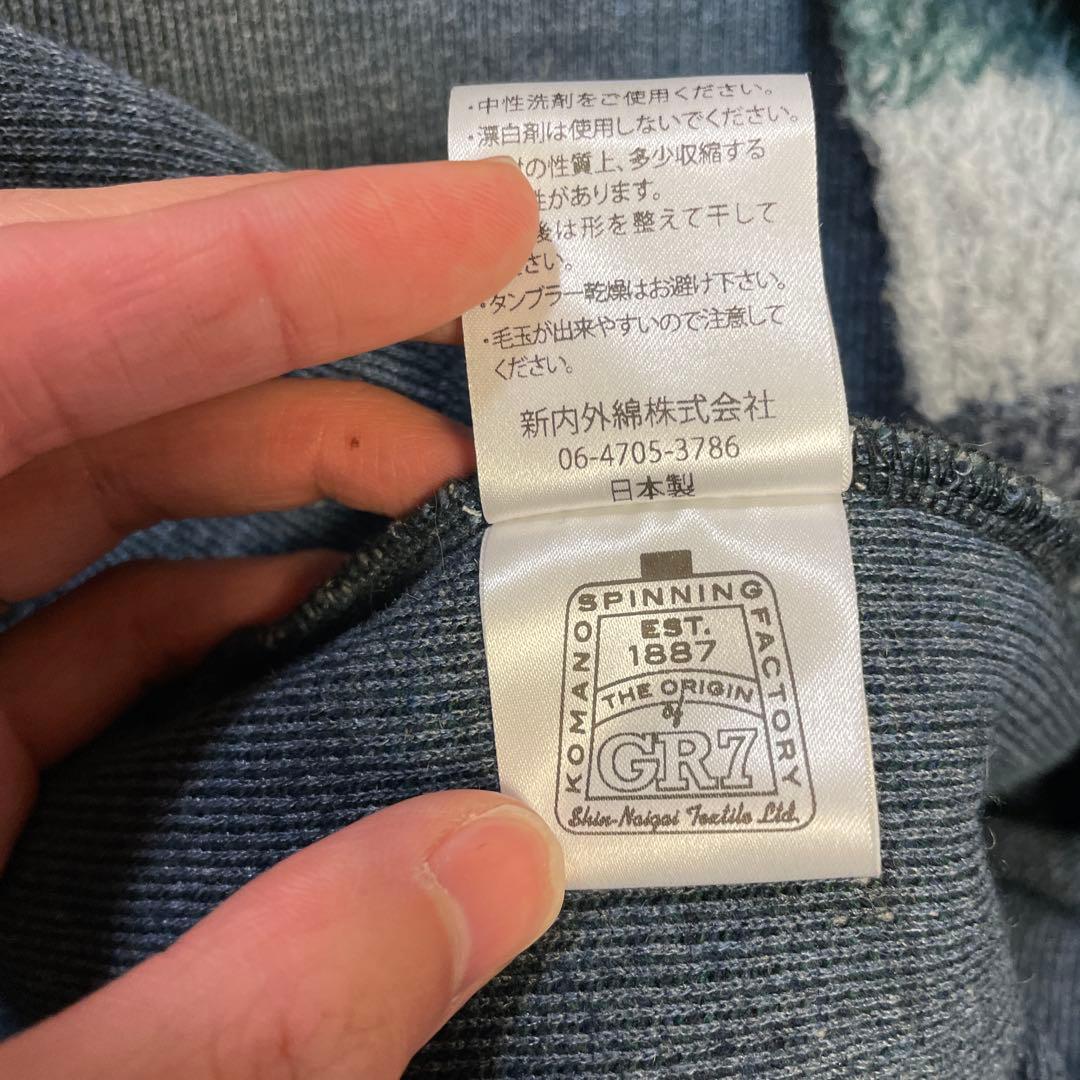 ・中性洗剤をご使用ください。
・漂白剤は使用しないでください。
の性質上、多少収縮する
性があります。
後は形を整えて干して
さい。
・タンブラー乾燥はお避け下さい。
・毛玉が出来やすいので注意して
ください。
新内外綿株式会社
06-4705-3786
日本製
KOMANO SPINNING FACTORY
EST.
1887
THE ORIGIN
of
GR7
Shin-Naigai Textile Ltd.